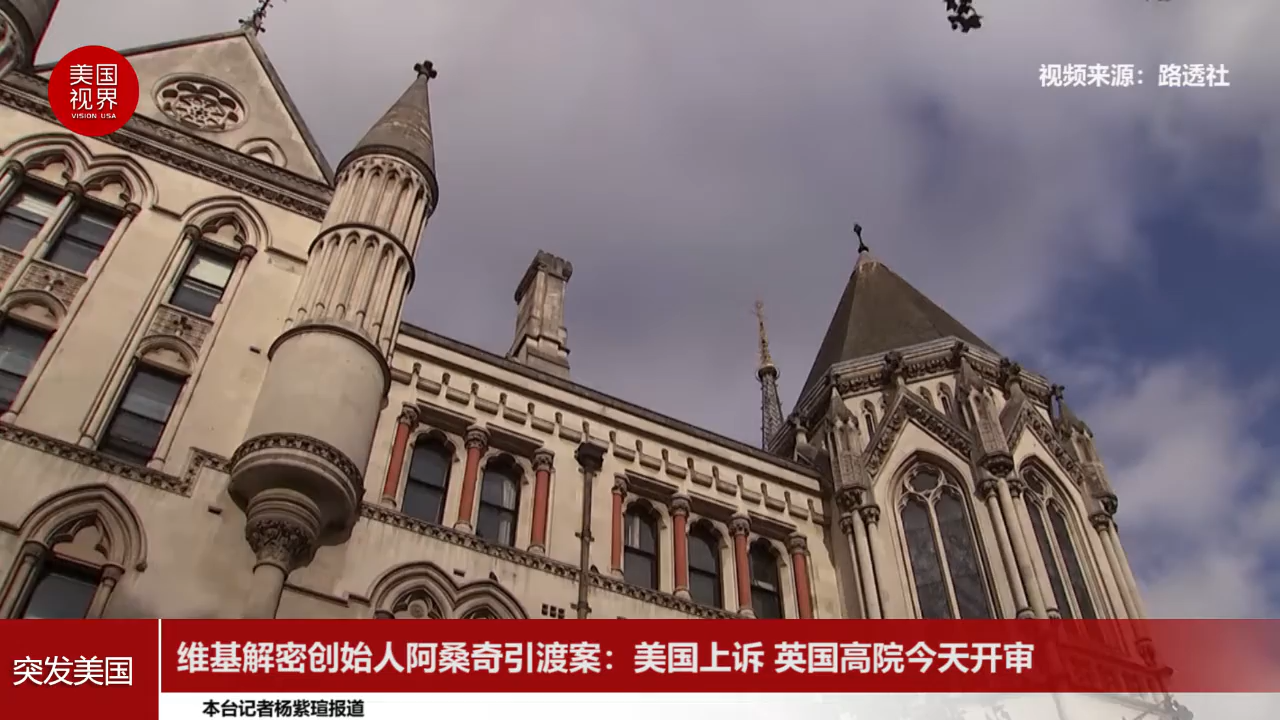 美国
视界
VISION USA
视频来源：路透社
突发美国
维基解密创始人阿桑奇引渡案：美国上诉 英国高院今天开审
本台记者杨紫瑄报道